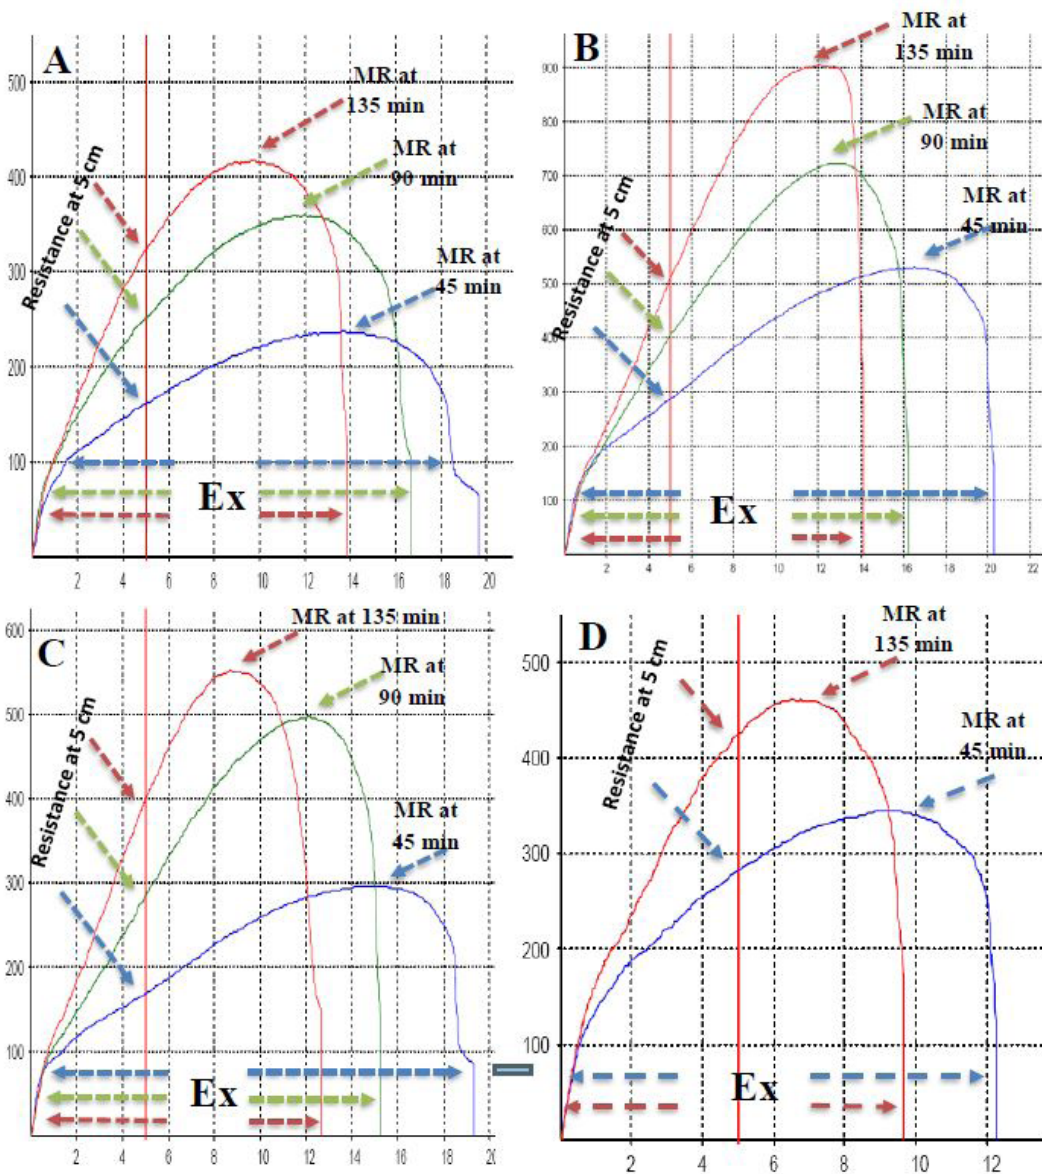 A
MR at
135 min
MR at
90 min
MR at
45 min
Resistance at 5 cm
Ex
500
400
300
200
100
2 4 6 8 10 12 14 16 18 20
B
MR at
135 min
MR at
90 min
MR at
45 min
Resistance at 5 cm
Ex
900
800
700
600
500
400
300
200
100
2 4 6 8 10 12 14 16 18 20 22
C
MR at 135 min
MR at
90 min
MR at
45 min
Resistance at 5 cm
Ex
600
500
400
300
200
100
2 4 6 8 10 12 14 16 18 20
D
MR at
135 min
MR at
45 min
Resistance at 5 cm
Ex
500
400
300
200
100
2 4 6 8 10 12